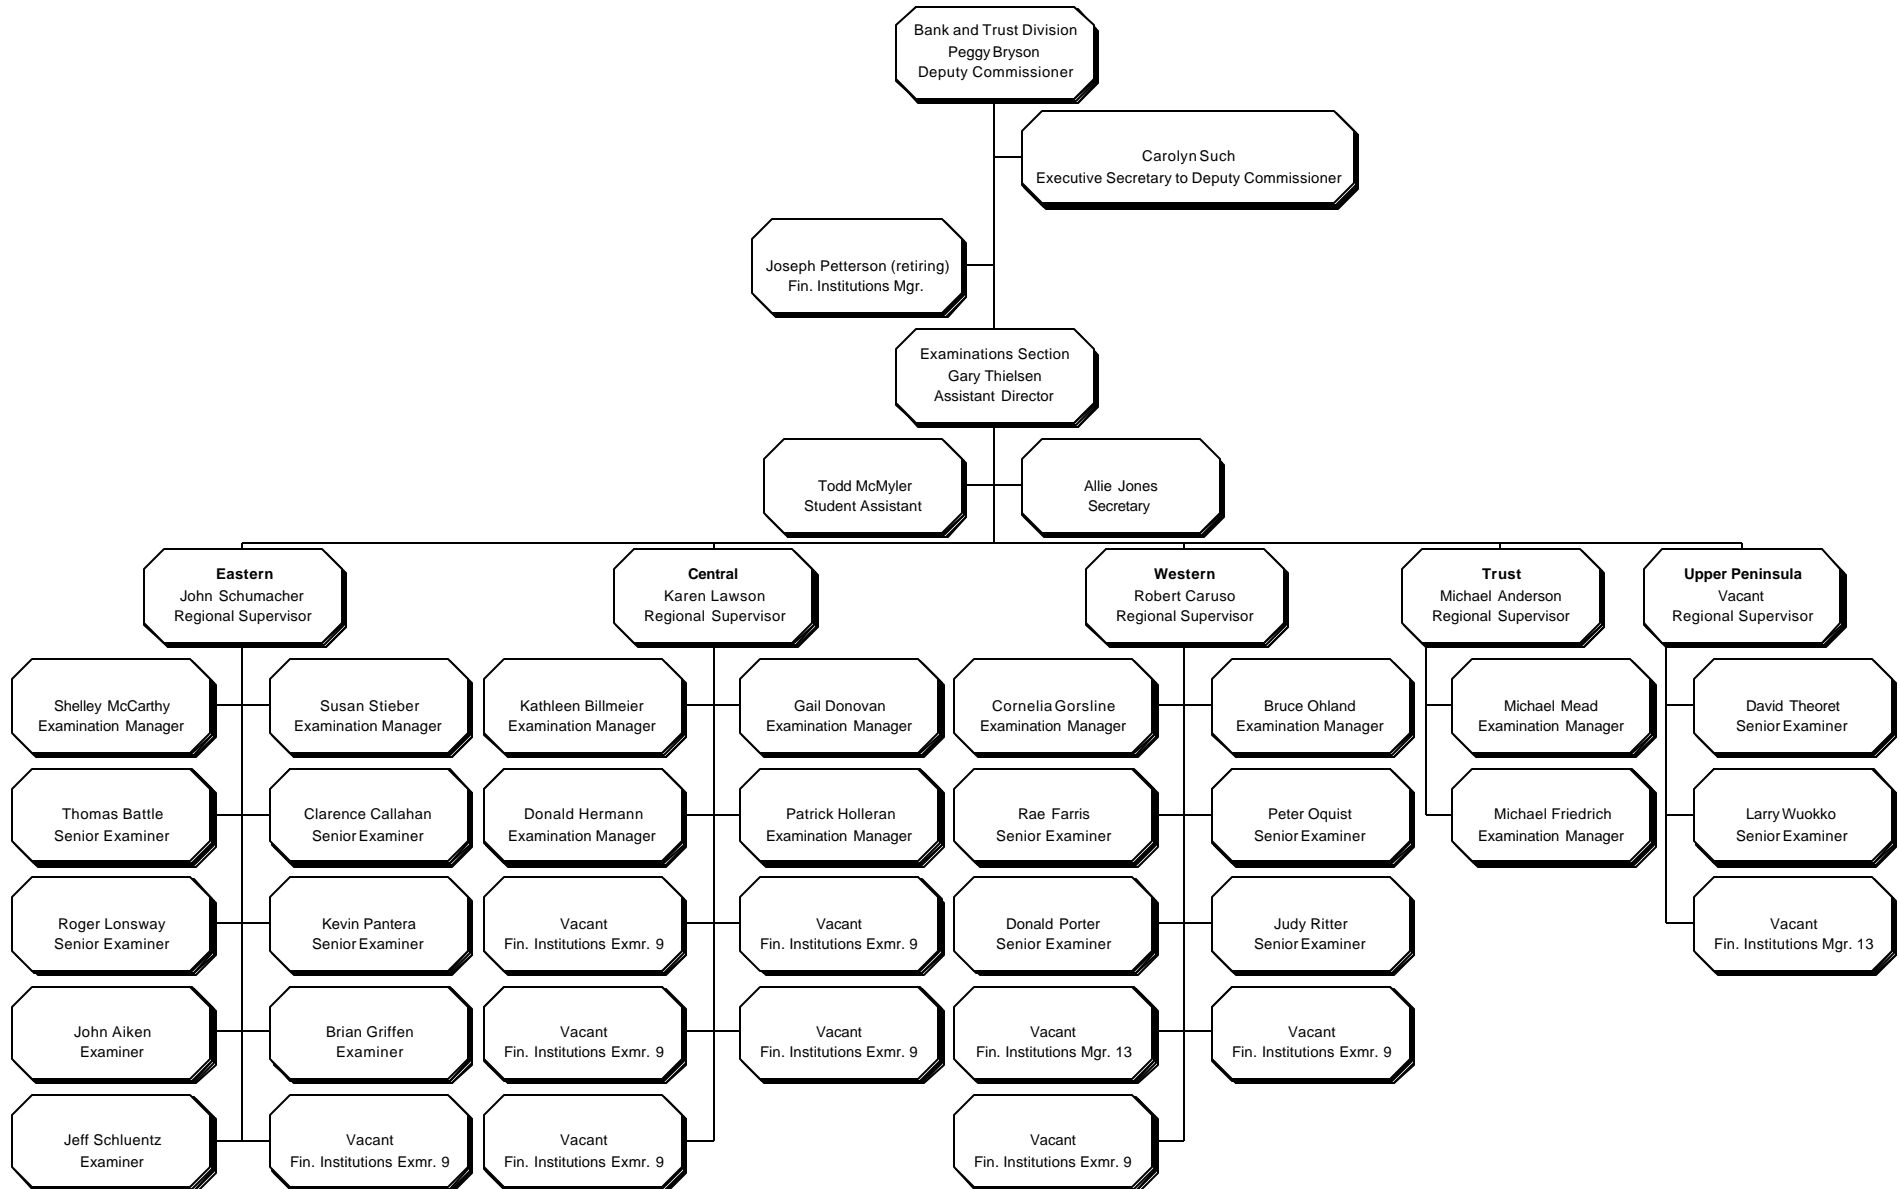 Bank and Trust Division
Peggy Bryson
Deputy Commissioner
Carolyn Such
Executive Secretary to Deputy Commissioner
Joseph Petterson (retiring)
Fin. Institutions Mgr.
Examinations Section
Gary Thielsen
Assistant Director
Todd McMyler
Student Assistant
Allie Jones
Secretary
Eastern
John Schumacher
Regional Supervisor
Shelley McCarthy
Examination Manager
Susan Stieber
Examination Manager
Thomas Battle
Senior Examiner
Clarence Callahan
Senior Examiner
Roger Lonsway
Senior Examiner
Kevin Pantera
Senior Examiner
John Aiken
Examiner
Brian Griffen
Examiner
Jeff Schluentz
Examiner
Vacant
Fin. Institutions Exmr. 9
Central
Karen Lawson
Regional Supervisor
Kathleen Billmeier
Examination Manager
Gail Donovan
Examination Manager
Donald Hermann
Examination Manager
Patrick Holleran
Examination Manager
Vacant
Fin. Institutions Exmr. 9
Vacant
Fin. Institutions Exmr. 9
Vacant
Fin. Institutions Exmr. 9
Vacant
Fin. Institutions Exmr. 9
Vacant
Fin. Institutions Exmr. 9
Western
Robert Caruso
Regional Supervisor
Cornelia Gorsline
Examination Manager
Bruce Ohland
Examination Manager
Rae Farris
Senior Examiner
Peter Oquist
Senior Examiner
Donald Porter
Senior Examiner
Judy Ritter
Senior Examiner
Vacant
Fin. Institutions Mgr. 13
Vacant
Fin. Institutions Exmr. 9
Vacant
Fin. Institutions Exmr. 9
Trust
Michael Anderson
Regional Supervisor
Michael Mead
Examination Manager
Michael Friedrich
Examination Manager
Upper Peninsula
Vacant
Regional Supervisor
David Theoret
Senior Examiner
Larry Wuokko
Senior Examiner
Vacant
Fin. Institutions Mgr. 13